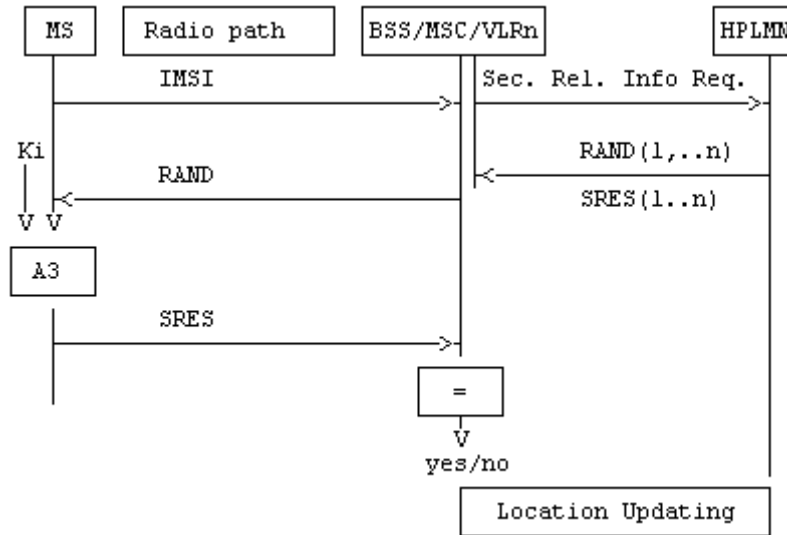 MS
Radio path
BSS/MSC/VLRn
HPLMN
IMSI
Sec. Rel. Info Req.
Ki
RAND
RAND(1,..n)
SRES(1..n)
V V
A3
SRES
=
V
yes/no
Location Updating